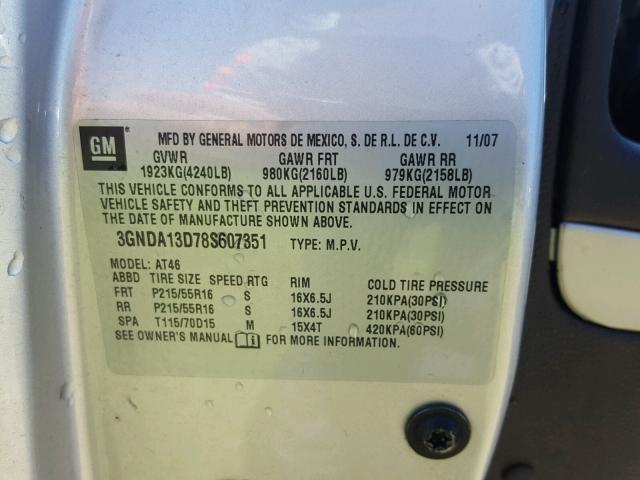 GM MFD BY GENERAL MOTORS DE MEXICO, S. DE R.L. DE C.V. 11/07
GVWR GAWR FRT GAWR RR
1923KG(4240LB) 980KG(2160LB) 979KG(2158LB)
THIS VEHICLE CONFORMS TO ALL APPLICABLE U.S. FEDERAL MOTOR
VEHICLE SAFETY AND THEFT PREVENTION STANDARDS IN EFFECT ON
THE DATE OF MANUFACTURE SHOWN ABOVE.
3GNDA13D78S607351 TYPE: M.P.V.
MODEL: AT46
ABBD TIRE SIZE SPEED RTG RIM COLD TIRE PRESSURE
FRT P215/55R16 S 16X6.5J 210KPA(30PSI)
RR P215/55R16 S 16X6.5J 210KPA(30PSI)
SPA T115/70D15 M 15X4T 420KPA(60PSI)
SEE OWNER'S MANUAL FOR MORE INFORMATION.